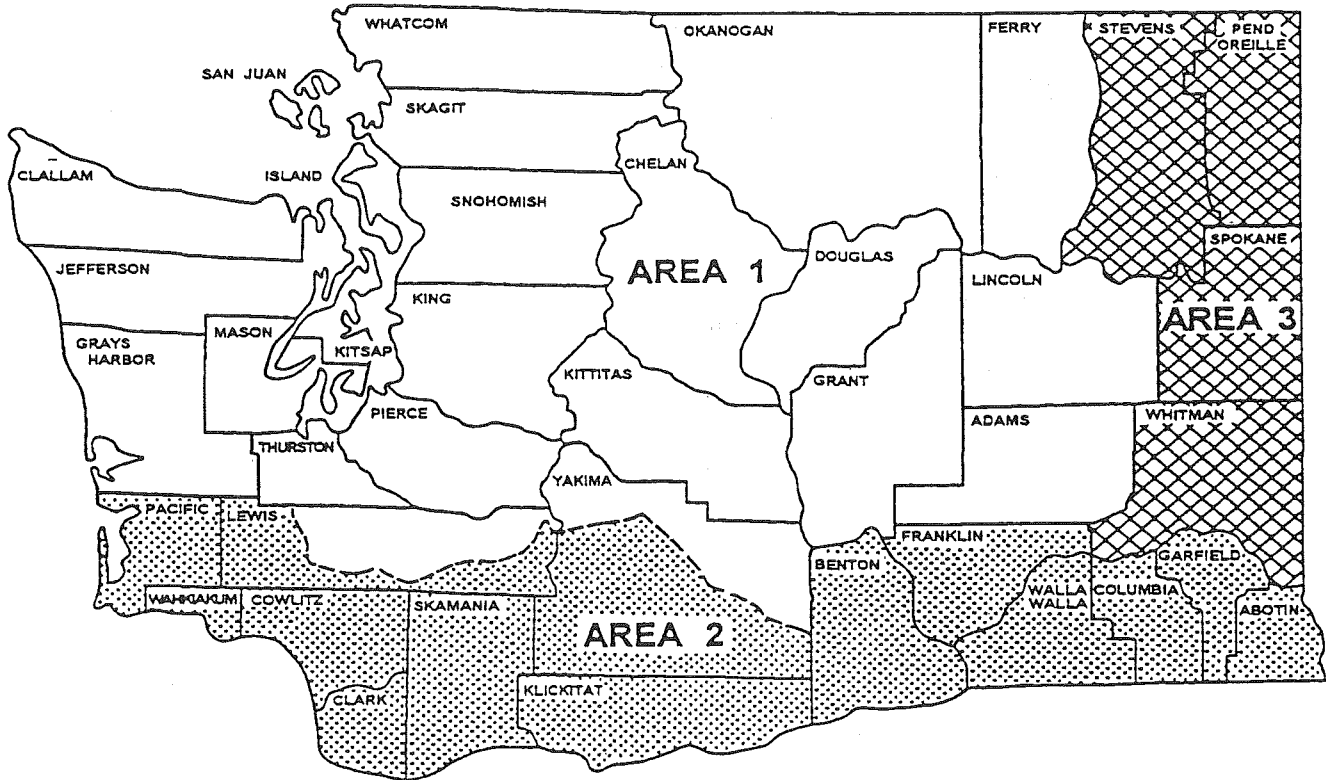 WHATCOM
OKANOGAN
FERRY
STEVENS
PEND
OREILLE
SAN JUAN
SKAGIT
CLALLAM
ISLAND
CHELAN
SNOHOMISH
SPOKANE
JEFFERSON
AREA 1
DOUGLAS
LINCOLN
KING
AREA 3
GRAYS
HARBOR
MASON
KITSAP
KITTITAS
GRANT
PIERCE
ADAMS
WHITMAN
THURSTON
YAKIMA
PACIFIC
LEWIS
FRANKLIN
GARFIELD
BENTON
WALLA
WALLA
COLUMBIA
WAHKIAKUM
COWLITZ
SKAMANIA
ABOTIN
AREA 2
KLICKITAT
CLARK